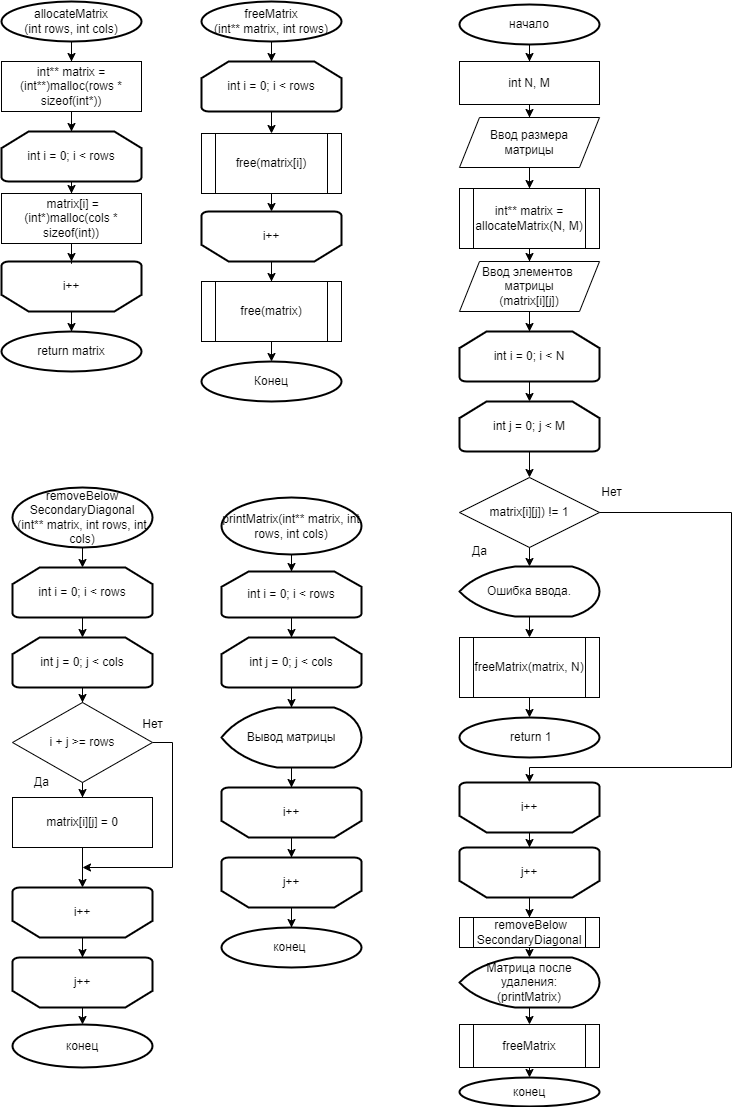 allocateMatrix
(int rows, int cols)
int** matrix =
(int**)malloc(rows *
sizeof(int*))
int i = 0; i < rows
matrix[i] =
(int*)malloc(cols *
sizeof(int))
i++
return matrix
freeMatrix
(int** matrix, int rows)
int i = 0; i < rows
free(matrix[i])
i++
free(matrix)
Конец
начало
int N, M
Ввод размера
матрицы
int** matrix =
allocateMatrix(N, M)
Ввод элементов
матрицы
(matrix[i][j])
int i = 0; i < N
int j = 0; j < M
matrix[i][j]) != 1
Нет
Да
Ошибка ввода.
freeMatrix(matrix, N)
return 1
i++
j++
removeBelow
SecondaryDiagonal
Матрица после
удаления:
(printMatrix)
freeMatrix
конец
removeBelow
SecondaryDiagonal
(int** matrix, int rows, int
cols)
int i = 0; i < rows
int j = 0; j < cols
i + j >= rows
Нет
Да
matrix[i][j] = 0
i++
j++
конец
printMatrix(int** matrix, int
rows, int cols)
int i = 0; i < rows
int j = 0; j < cols
Вывод матрицы
i++
j++
конец